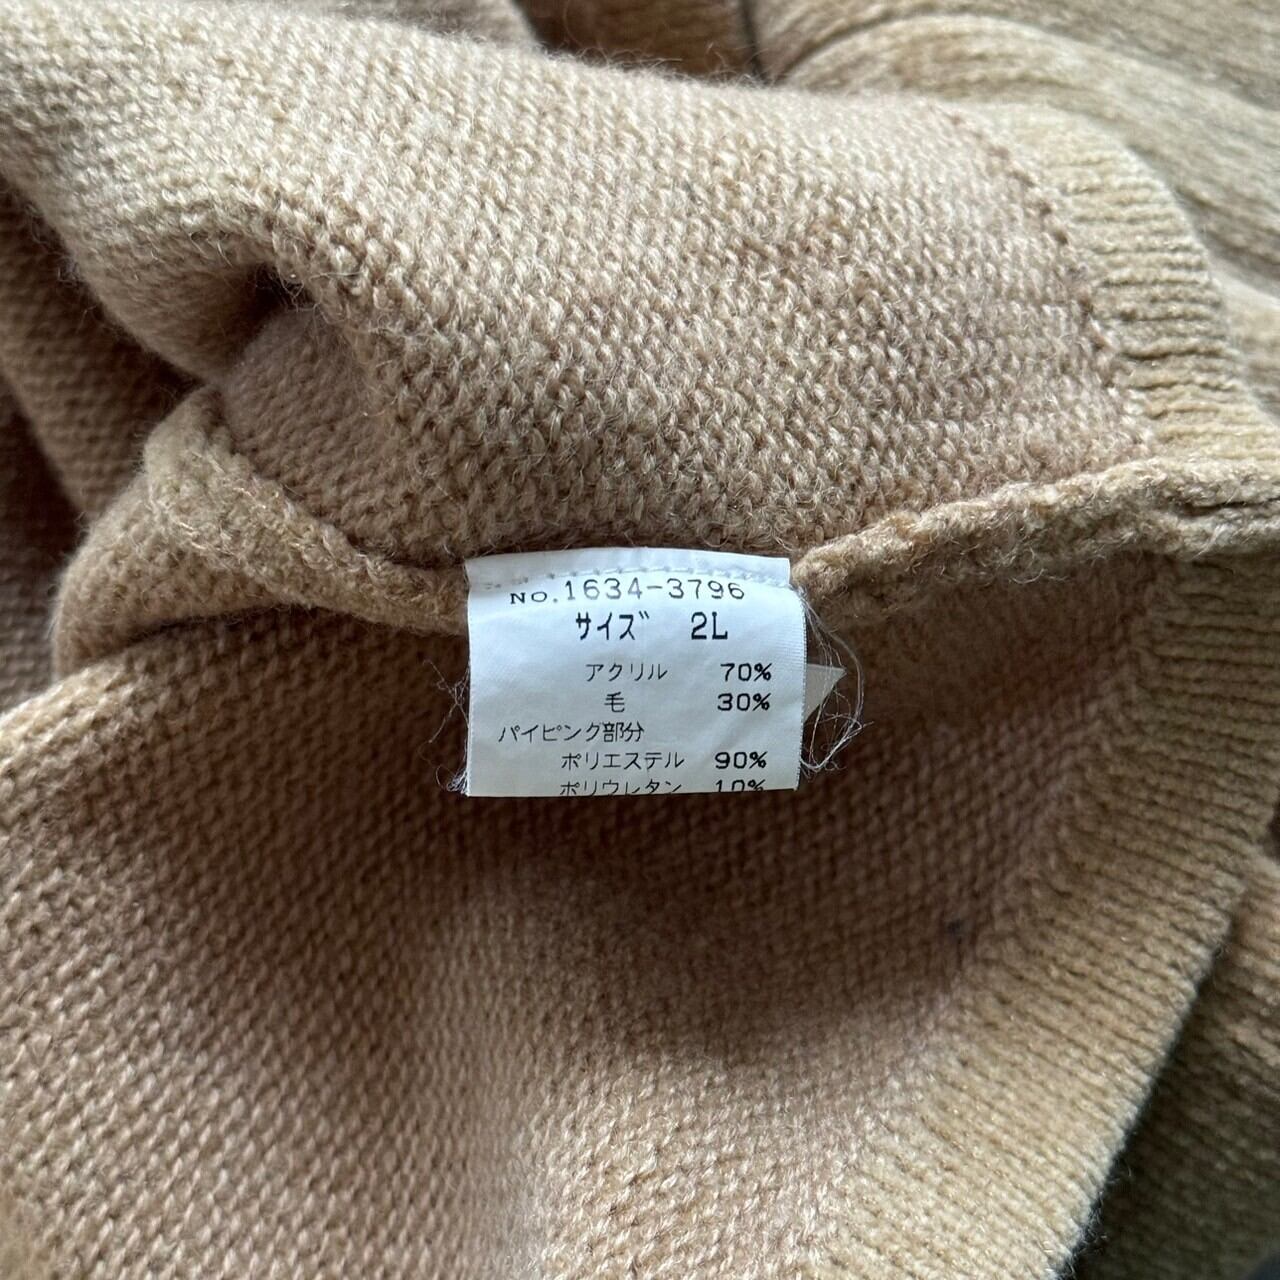 NO.1634-3796
サイズ 2L
アクリル 70%
毛 30%
パイピング部分
ポリエステル 90%
ポリウレタン 10%